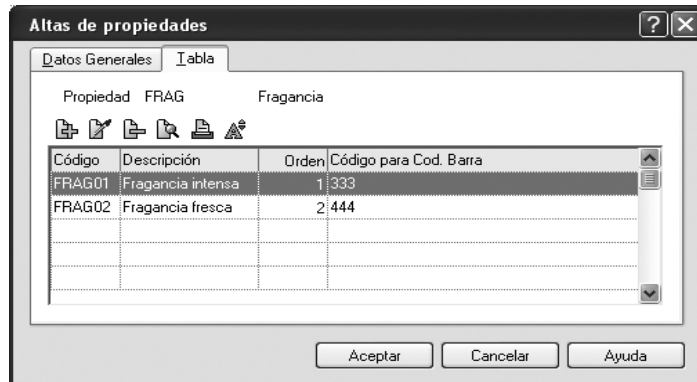 Altas de propiedades
Datos Generales Tabla
Propiedad FRAG Fragancia
Código Descripción Orden Código para Cod. Barra
FRAG01 Fragancia intensa 1 333
FRAG02 Fragancia fresca 2 444
Aceptar Cancelar Ayuda